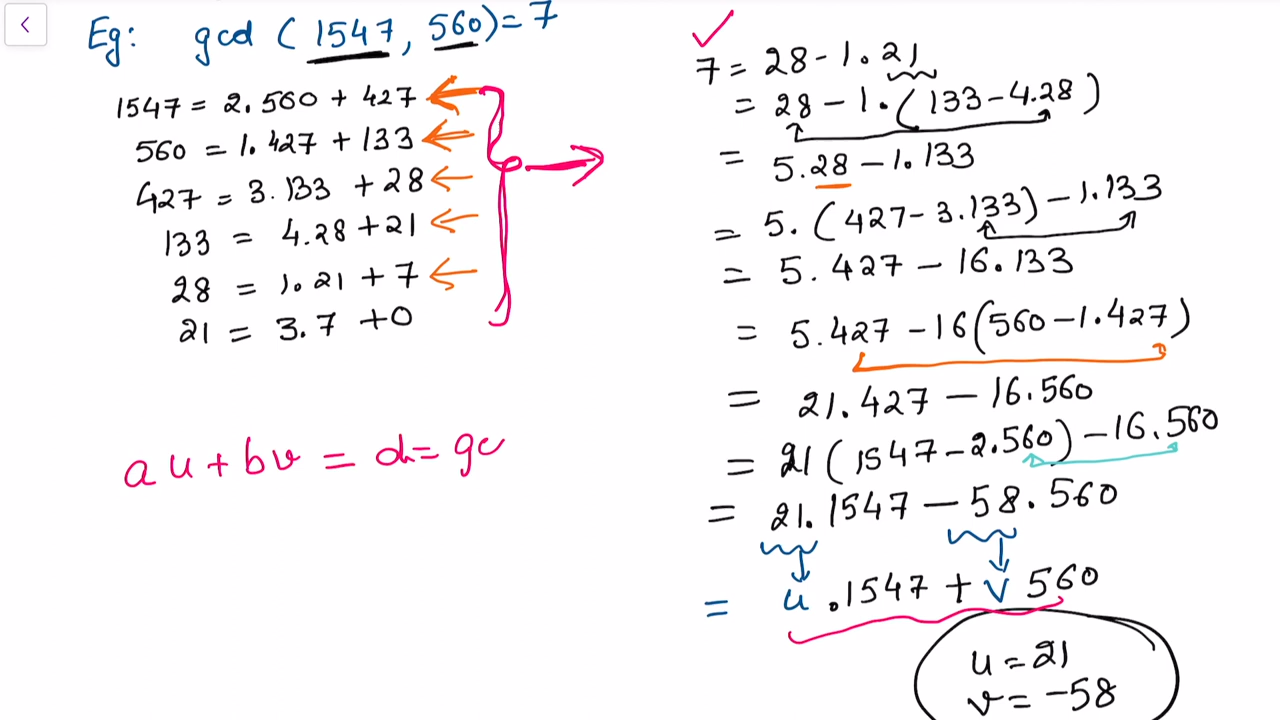 Eg: gcd (1547, 560)=7
1547 = 2.560 + 427
560 = 1.427 + 133
427 = 3.133 + 28
133 = 4.28+21
28 = 1.21 + 7
21 = 3.7 +0
au+bv = d= gc
7 = 28-1.21
= 28 - 1.(133-4.28)
= 5.28 - 1.133
= 5.(427-3.133) - 1.133
= 5.427 - 16.133
= 5.427 - 16(560-1.427)
= 21.427 - 16.560
= 21(1547-2.560) - 16.560
= 21.1547 - 58.560
= u.1547 + v 560
u = 21
v = -58